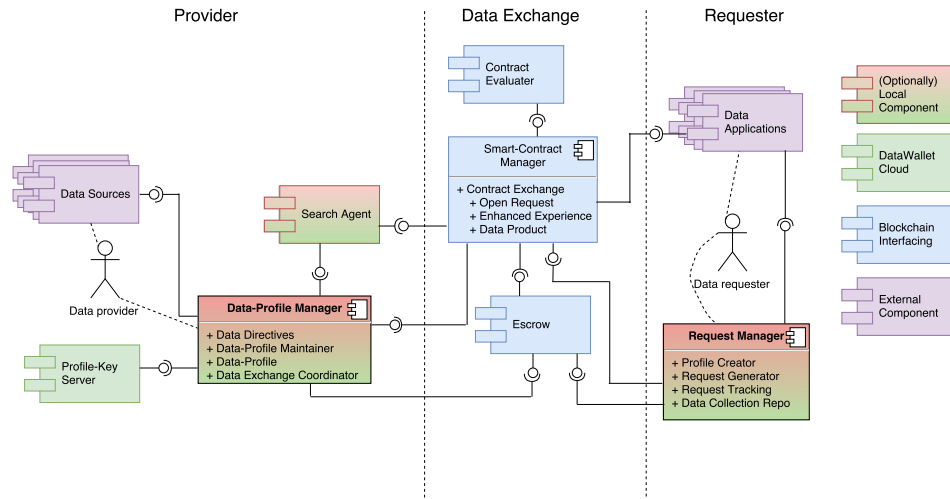 Provider
Data Exchange
Requester
Contract
Evaluater
Data
Applications
(Optionally)
Local
Component
Smart-Contract
Manager
+ Contract Exchange
+ Open Request
+ Enhanced Experience
+ Data Product
DataWallet
Cloud
Data Sources
Search Agent
Blockchain
Interfacing
Data provider
Data requester
External
Component
Data-Profile Manager
+ Data Directives
+ Data-Profile Maintainer
+ Data-Profile
+ Data Exchange Coordinator
Escrow
Request Manager
+ Profile Creator
+ Request Generator
+ Request Tracking
+ Data Collection Repo
Profile-Key
Server